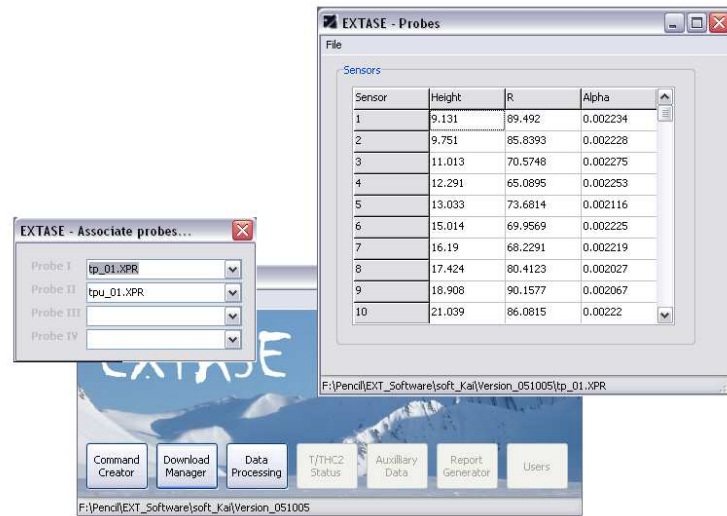 EXTASE - Probes
File
Sensors
Sensor Height R Alpha
1 9.131 89.492 0.002234
2 9.751 85.8393 0.002228
3 11.013 70.5748 0.002275
4 12.291 65.0895 0.002253
5 13.033 73.6814 0.002116
6 15.014 69.9569 0.002225
7 16.19 68.2291 0.002219
8 17.424 80.4123 0.002027
9 18.908 90.1577 0.002067
10 21.039 86.0815 0.00222
F:\Pencil\EXT_Software\soft_Kai\Version_051005\tp_01.XPR
EXTASE - Associate probes...
Probe I tp_01.XPR
Probe II tpu_01.XPR
Probe III
Probe IV
EXTASE
Command Creator
Download Manager
Data Processing
T/THC2 Status
Auxilliary Data
Report Generator
Users
F:\Pencil\EXT_Software\soft_Kai\Version_051005